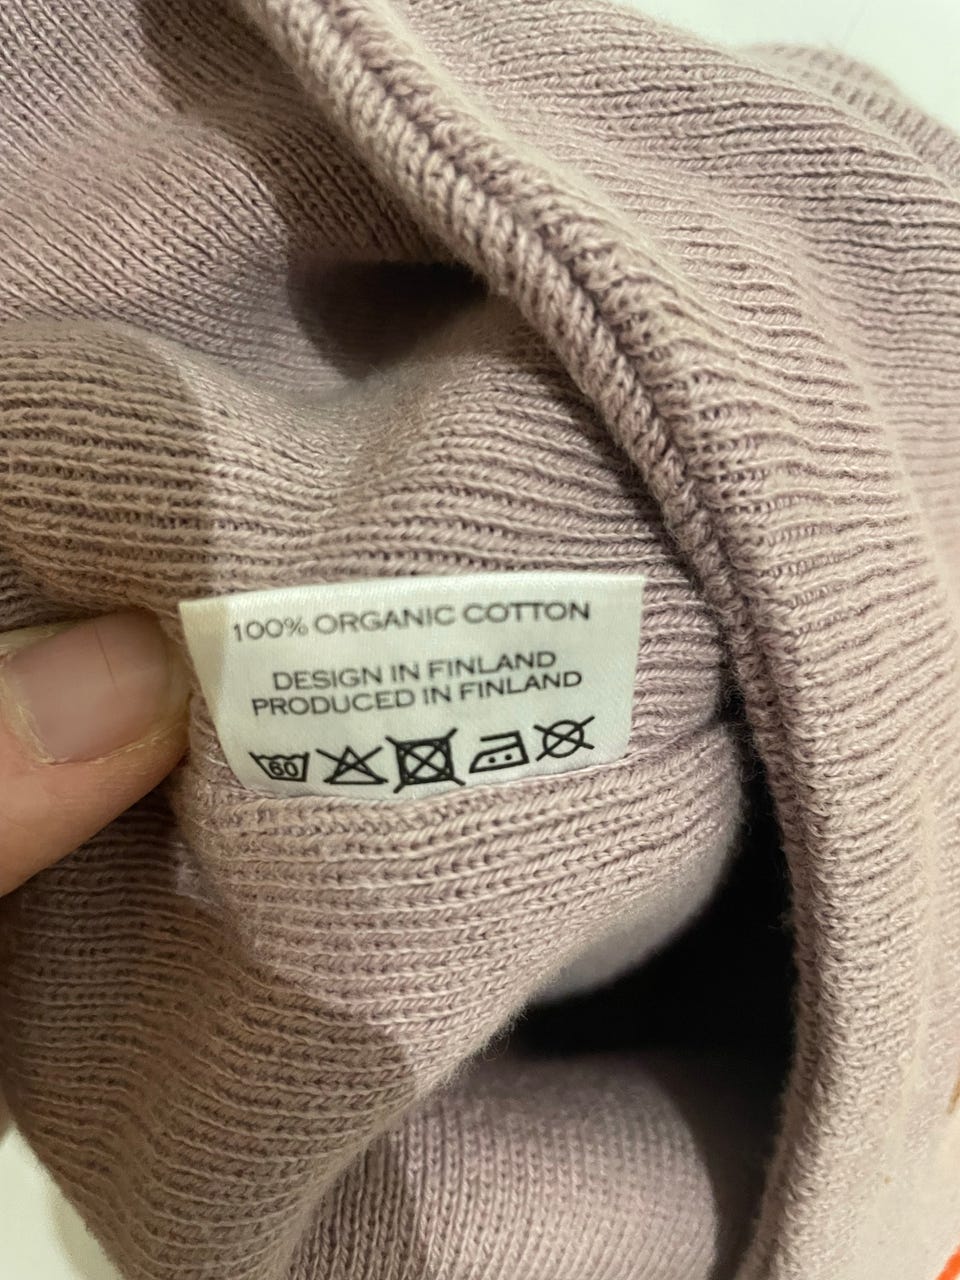 100% ORGANIC COTTON
DESIGN IN FINLAND
PRODUCED IN FINLAND
60